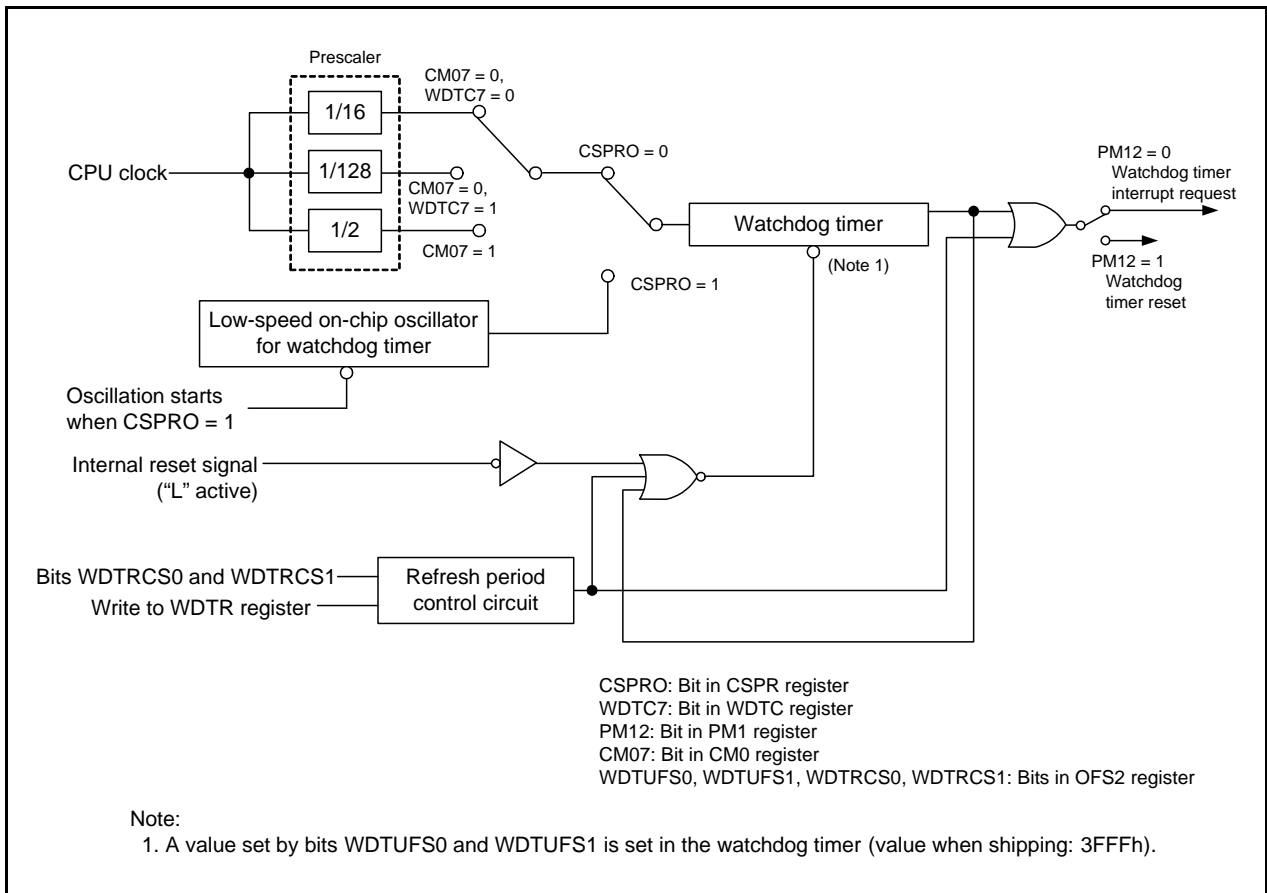 Prescaler
1/16
1/128
1/2
CPU clock
CM07 = 0,
WDTC7 = 0
CM07 = 0,
WDTC7 = 1
CM07 = 1
CSPRO = 0
CSPRO = 1
Watchdog timer
(Note 1)
PM12 = 0
Watchdog timer
interrupt request
PM12 = 1
Watchdog
timer reset
Low-speed on-chip oscillator
for watchdog timer
Oscillation starts
when CSPRO = 1
Internal reset signal
(“L” active)
Bits WDTRCS0 and WDTRCS1
Write to WDTR register
Refresh period
control circuit
CSPRO: Bit in CSPR register
WDTC7: Bit in WDTC register
PM12: Bit in PM1 register
CM07: Bit in CM0 register
WDTUFS0, WDTUFS1, WDTRCS0, WDTRCS1: Bits in OFS2 register
Note:
1. A value set by bits WDTUFS0 and WDTUFS1 is set in the watchdog timer (value when shipping: 3FFFh).